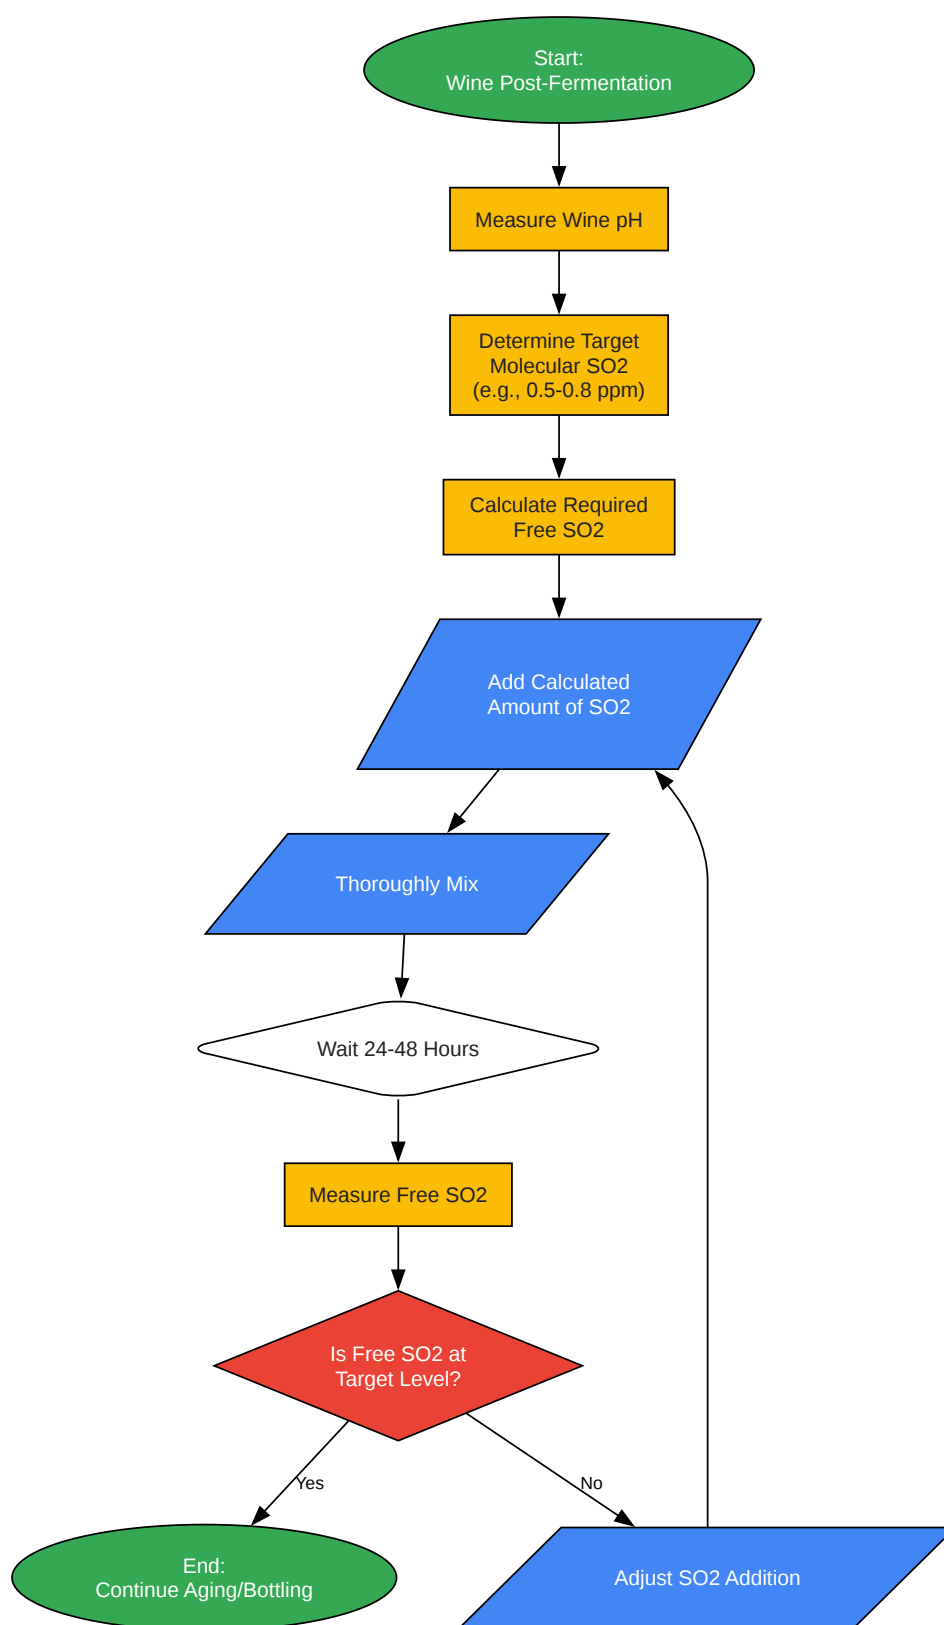 Start:
Wine Post-Fermentation
Measure Wine pH
Determine Target
Molecular SO2
(e.g., 0.5-0.8 ppm)
Calculate Required
Free SO2
Add Calculated
Amount of SO2
Thoroughly Mix
Wait 24-48 Hours
Measure Free SO2
Is Free SO2 at
Target Level?
Yes
No
End:
Continue Aging/Bottling
Adjust SO2 Addition